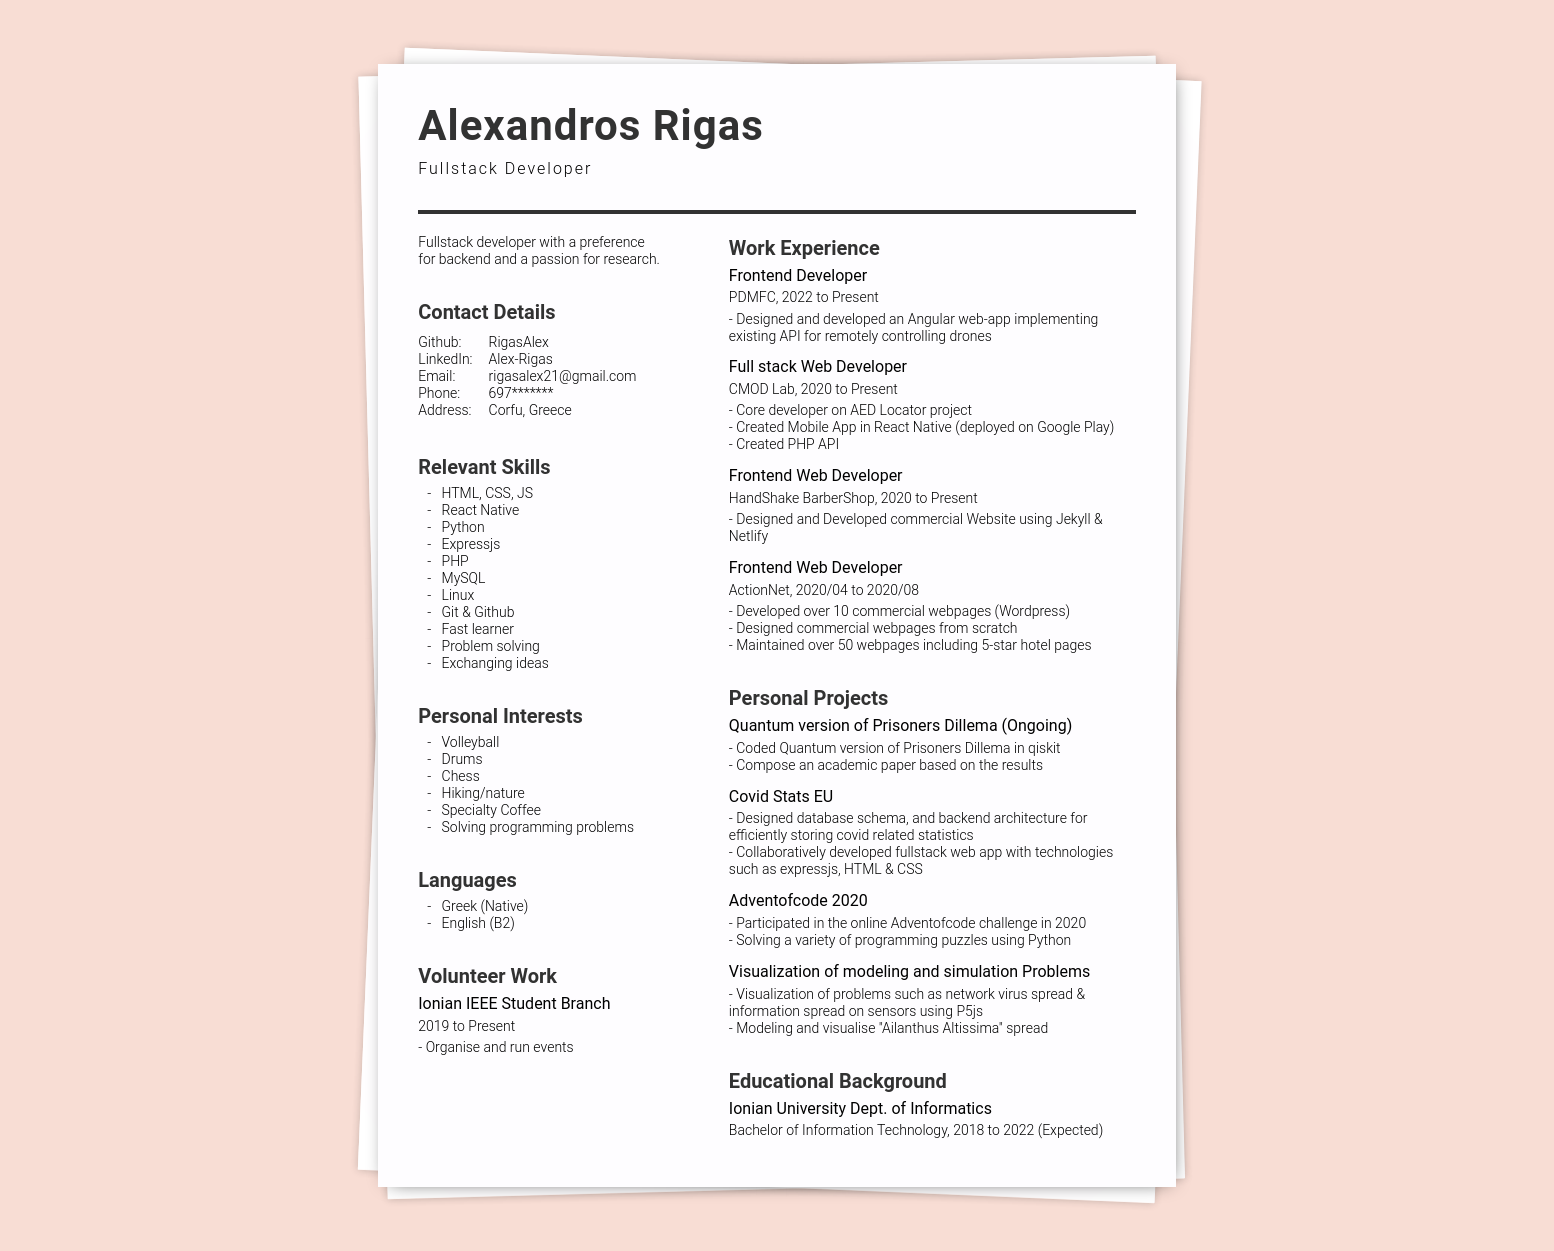 Alexandros Rigas
Fullstack Developer
Fullstack developer with a preference
for backend and a passion for research.
Contact Details
Github: RigasAlex
LinkedIn: Alex-Rigas
Email: rigasalex21@gmail.com
Phone: 697*******
Address: Corfu, Greece
Relevant Skills
- HTML, CSS, JS
- React Native
- Python
- Expressjs
- PHP
- MySQL
- Linux
- Git & Github
- Fast learner
- Problem solving
- Exchanging ideas
Personal Interests
- Volleyball
- Drums
- Chess
- Hiking/nature
- Specialty Coffee
- Solving programming problems
Languages
- Greek (Native)
- English (B2)
Volunteer Work
Ionian IEEE Student Branch
2019 to Present
- Organise and run events
Work Experience
Frontend Developer
PDMFC, 2022 to Present
- Designed and developed an Angular web-app implementing
existing API for remotely controlling drones
Full stack Web Developer
CMOD Lab, 2020 to Present
- Core developer on AED Locator project
- Created Mobile App in React Native (deployed on Google Play)
- Created PHP API
Frontend Web Developer
HandShake BarberShop, 2020 to Present
- Designed and Developed commercial Website using Jekyll &
Netlify
Frontend Web Developer
ActionNet, 2020/04 to 2020/08
- Developed over 10 commercial webpages (Wordpress)
- Designed commercial webpages from scratch
- Maintained over 50 webpages including 5-star hotel pages
Personal Projects
Quantum version of Prisoners Dillema (Ongoing)
- Coded Quantum version of Prisoners Dillema in qiskit
- Compose an academic paper based on the results
Covid Stats EU
- Designed database schema, and backend architecture for
efficiently storing covid related statistics
- Collaboratively developed fullstack web app with technologies
such as expressjs, HTML & CSS
Adventofcode 2020
- Participated in the online Adventofcode challenge in 2020
- Solving a variety of programming puzzles using Python
Visualization of modeling and simulation Problems
- Visualization of problems such as network virus spread &
information spread on sensors using P5js
- Modeling and visualise "Ailanthus Altissima" spread
Educational Background
Ionian University Dept. of Informatics
Bachelor of Information Technology, 2018 to 2022 (Expected)